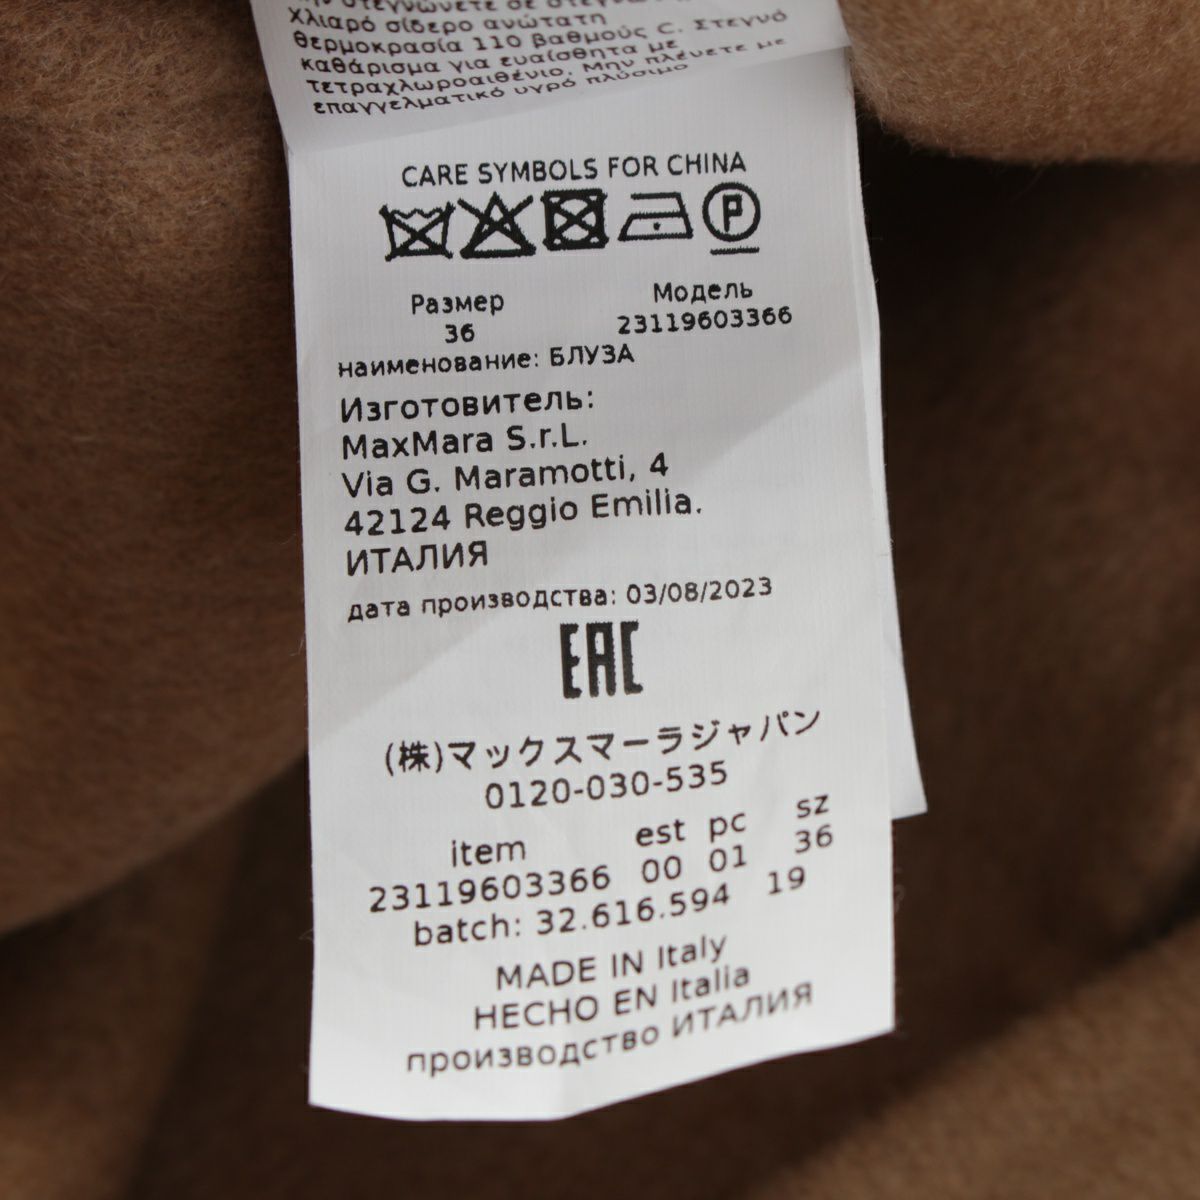 Χλιαρό σίδερο ανώτατη
θερμοκρασία 110 βαθμούς C. Στεγνό
καθάρισμα για ευαίσθητα με
τετραχλωροαιθένιο. Μην πλένετε με
επαγγελματικό υγρό πλύσιμο
CARE SYMBOLS FOR CHINA
P
Размер Модель
36 23119603366
наименование: БЛУЗА
Изготовитель:
MaxMara S.r.L.
Via G. Maramotti, 4
42124 Reggio Emilia.
ИТАЛИЯ
дата производства: 03/08/2023
EAC
(株)マックスマーラジャパン
0120-030-535
item est pc sz
23119603366 00 01 36
batch: 32.616.594 19
MADE IN Italy
HECHO EN Italia
производство ИТАЛИЯ